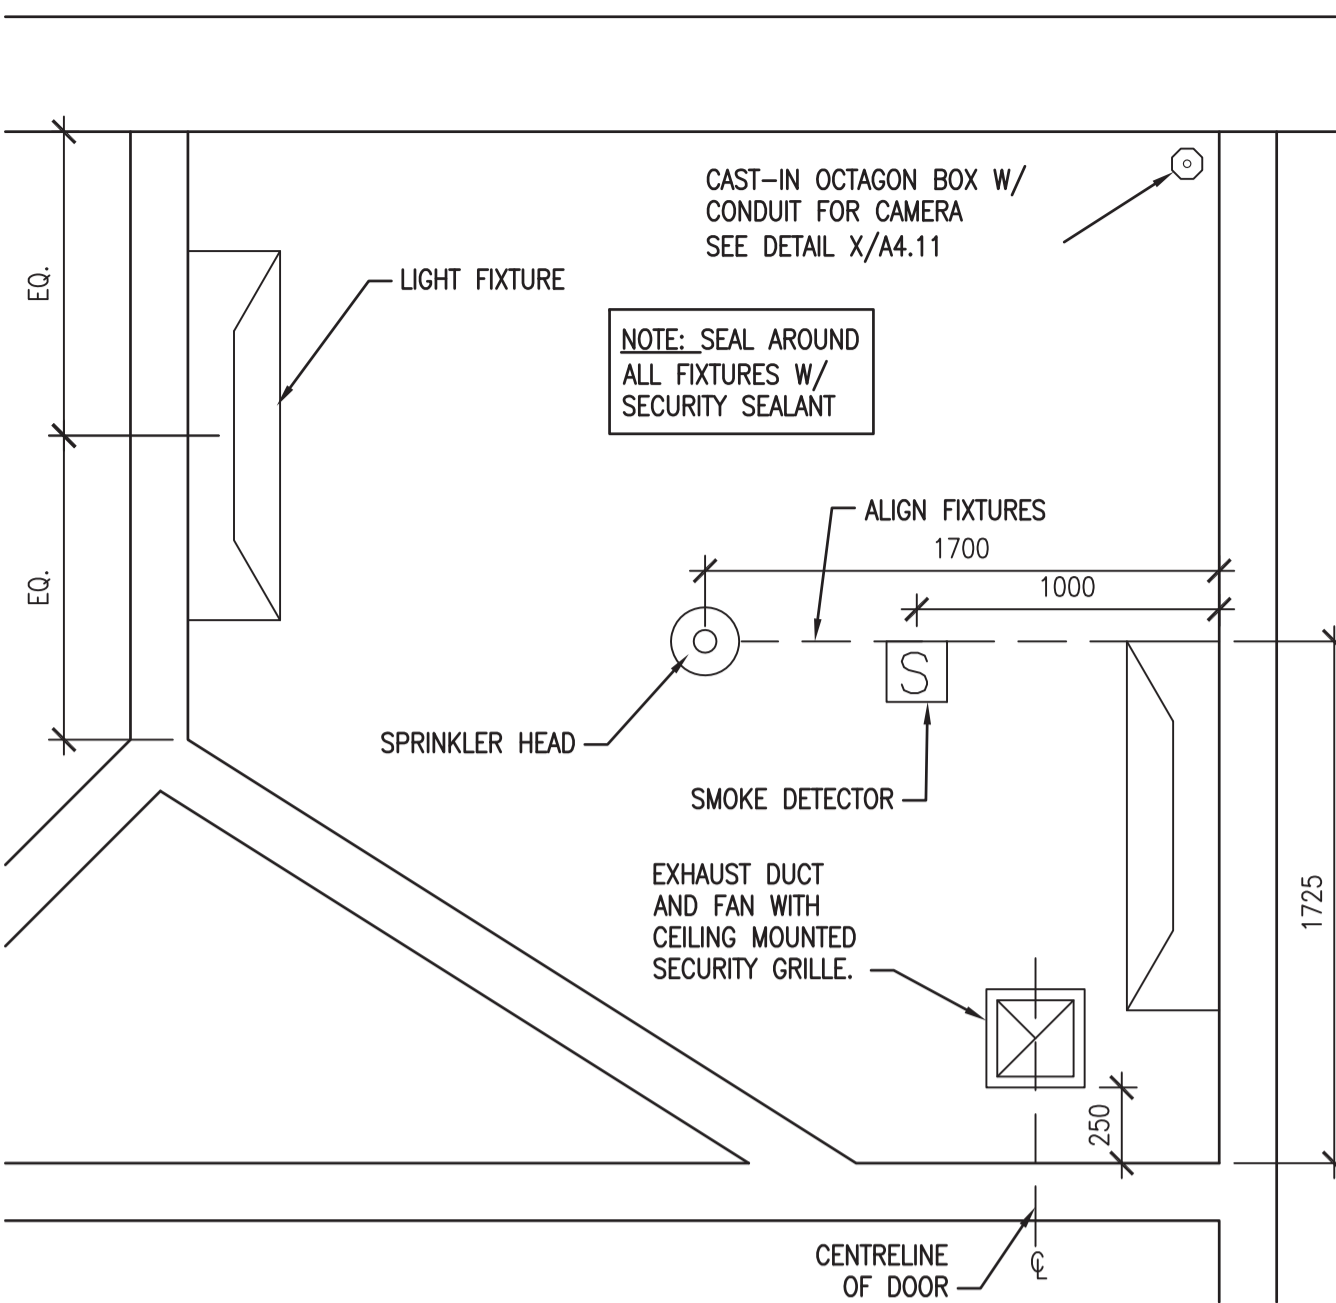 CAST-IN OCTAGON BOX W/
CONDUIT FOR CAMERA
SEE DETAIL X/A4.11
EQ.
LIGHT FIXTURE
NOTE: SEAL AROUND
ALL FIXTURES W/
SECURITY SEALANT
ALIGN FIXTURES
1700
1000
EQ.
S
SPRINKLER HEAD
SMOKE DETECTOR
EXHAUST DUCT
AND FAN WITH
CEILING MOUNTED
SECURITY GRILLE.
1725
250
CENTRELINE
OF DOOR
℄